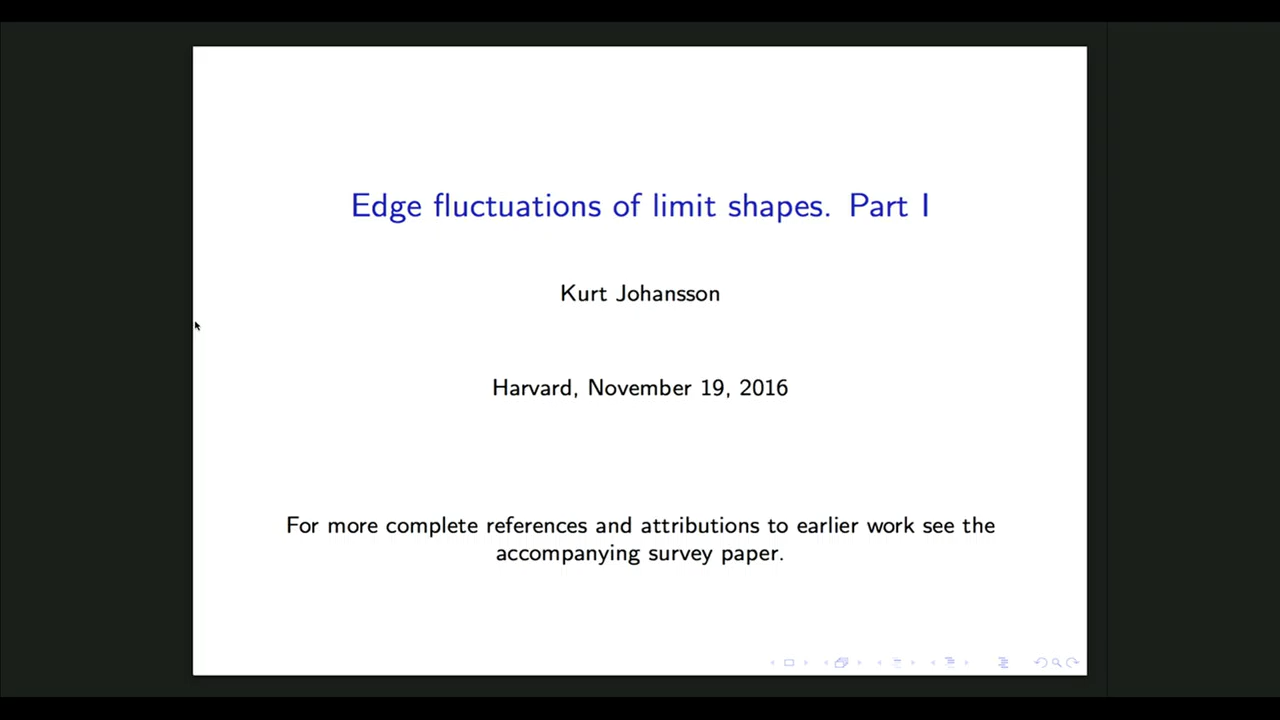 Edge fluctuations of limit shapes. Part I
Kurt Johansson
Harvard, November 19, 2016
For more complete references and attributions to earlier work see the
accompanying survey paper.